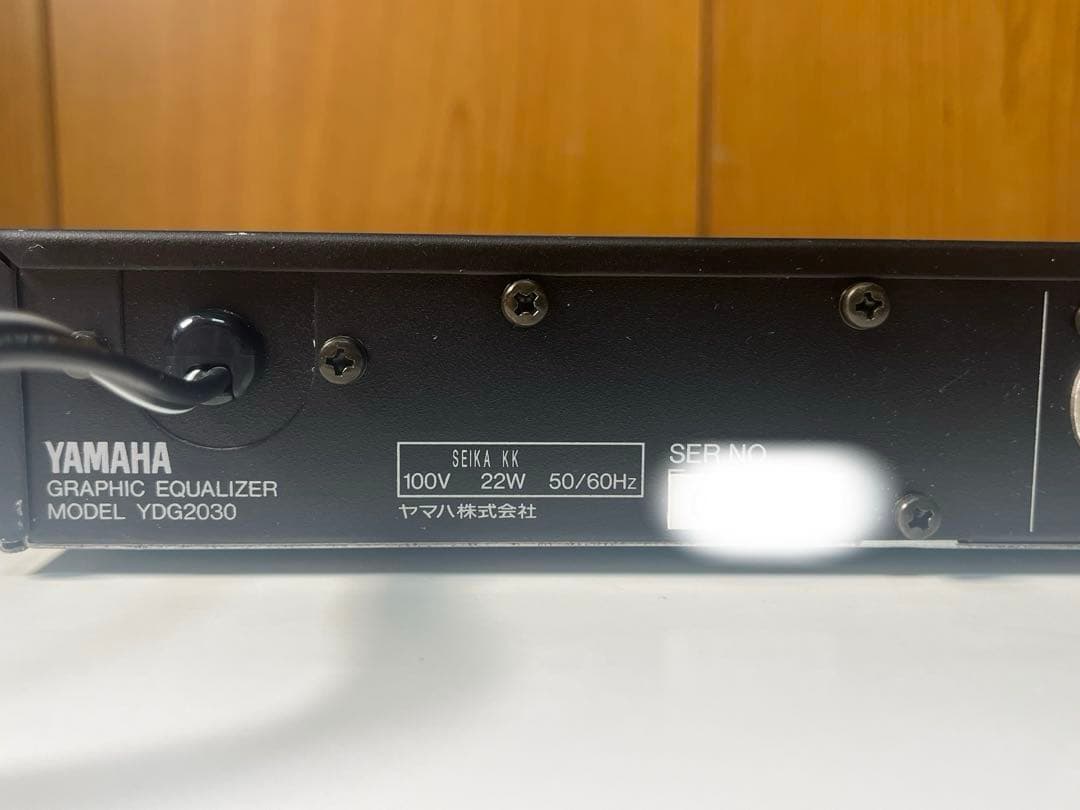 YAMAHA
GRAPHIC EQUALIZER
MODEL YDG2030
SEIKA KK
100V 22W 50/60Hz
ヤマハ株式会社
SER.NO.